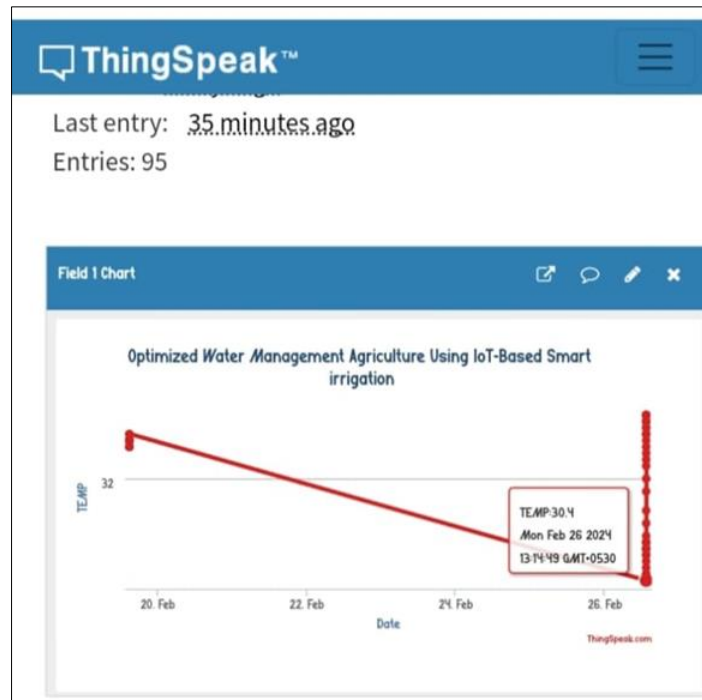 ThingSpeak™
Last entry: 35 minutes ago
Entries: 95
Field 1 Chart
Optimized Water Management Agriculture Using IoT-Based Smart
irrigation
TEMP
32
TEMP:30.4
Mon Feb 26 2024
13:14:49 GMT+0530
20. Feb
22. Feb
24. Feb
26. Feb
Date
ThingSpeak.com